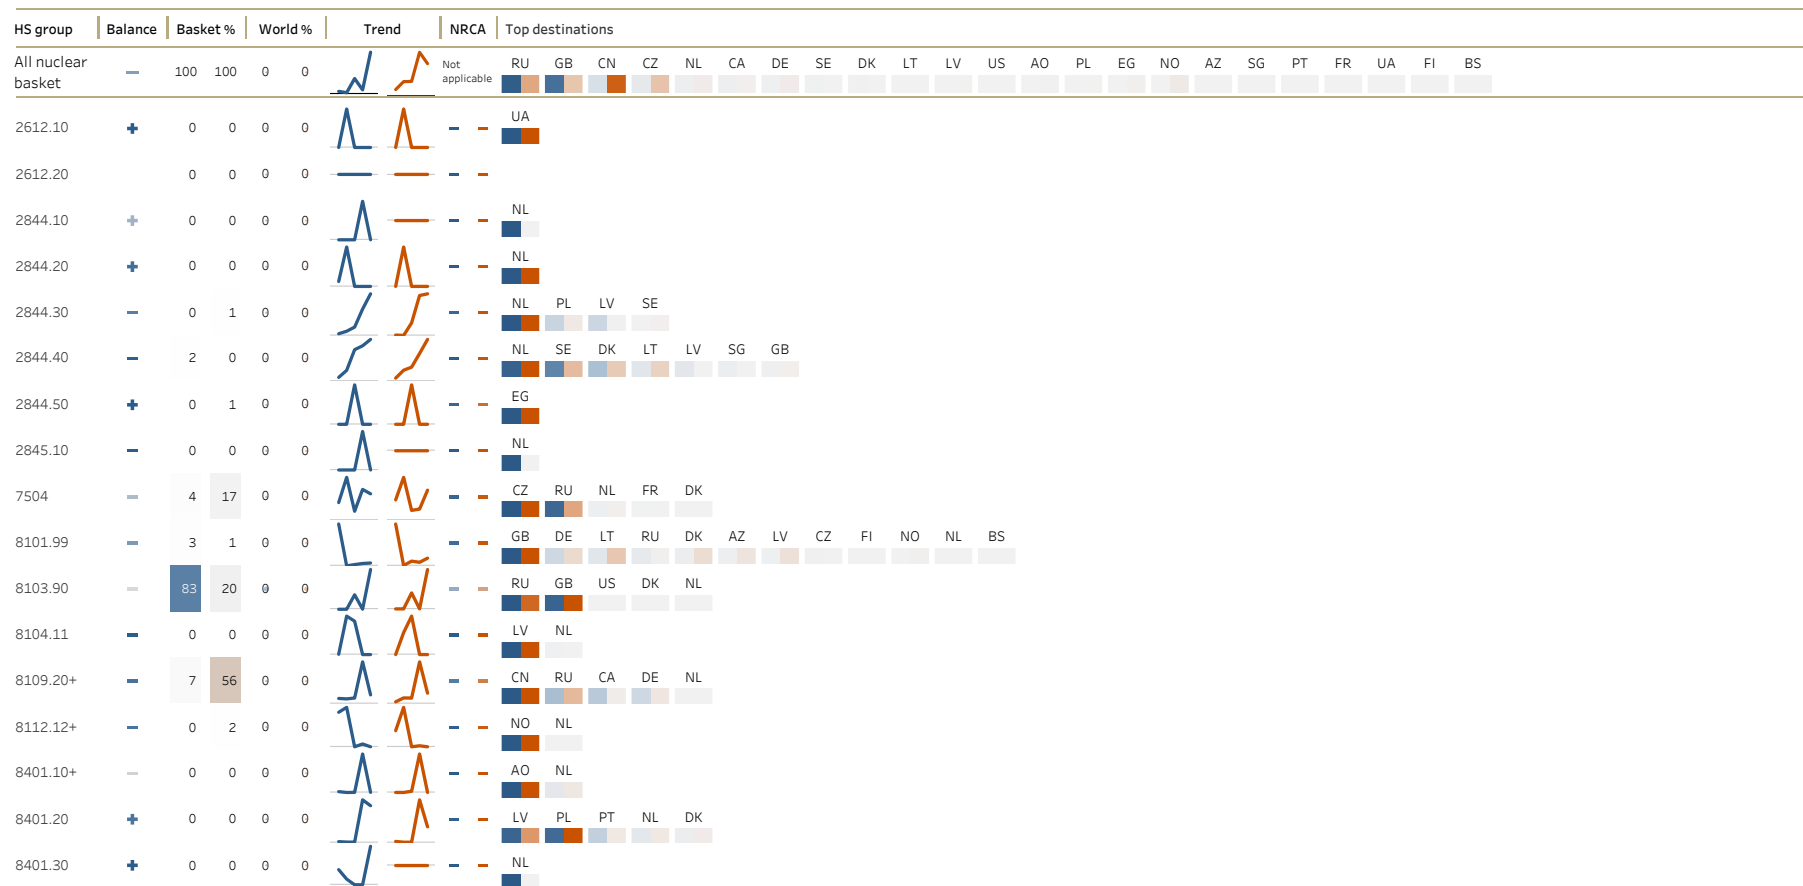 HS group Balance Basket % World % Trend NRCA Top destinations
All nuclear basket 100 100 0 0 Not applicable RU GB CN CZ NL CA DE SE DK LT LV US AO PL EG NO AZ SG PT FR UA FI BS
2612.10 + 0 0 0 0 UA
2612.20 0 0 0 0
2844.10 + 0 0 0 0 NL
2844.20 + 0 0 0 0 NL
2844.30 − 0 1 0 0 NL PL LV SE
2844.40 − 2 0 0 0 NL SE DK LT LV SG GB
2844.50 + 0 1 0 0 EG
2845.10 − 0 0 0 0 NL
7504 − 4 17 0 0 CZ RU NL FR DK
8101.99 − 3 1 0 0 GB DE LT RU DK AZ LV CZ FI NO NL BS
8103.90 − 83 20 0 0 RU GB US DK NL
8104.11 − 0 0 0 0 LV NL
8109.20+ − 7 56 0 0 CN RU CA DE NL
8112.12+ − 0 2 0 0 NO NL
8401.10+ − 0 0 0 0 AO NL
8401.20 + 0 0 0 0 LV PL PT NL DK
8401.30 + 0 0 0 0 NL